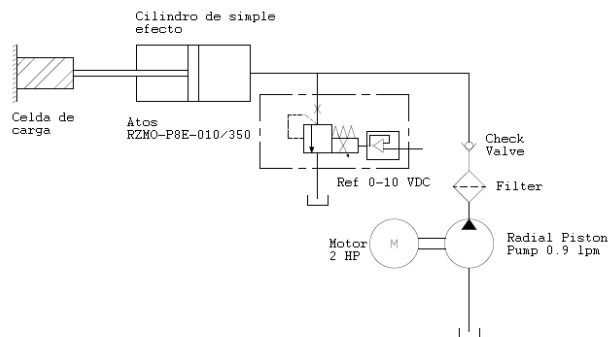 Cilindro de simple
efecto
Celda de
carga
Atos
RZMO-P8E-010/350
Ref 0-10 VDC
Check
Valve
Filter
Motor
2 HP
M
Radial Piston
Pump 0.9 lpm